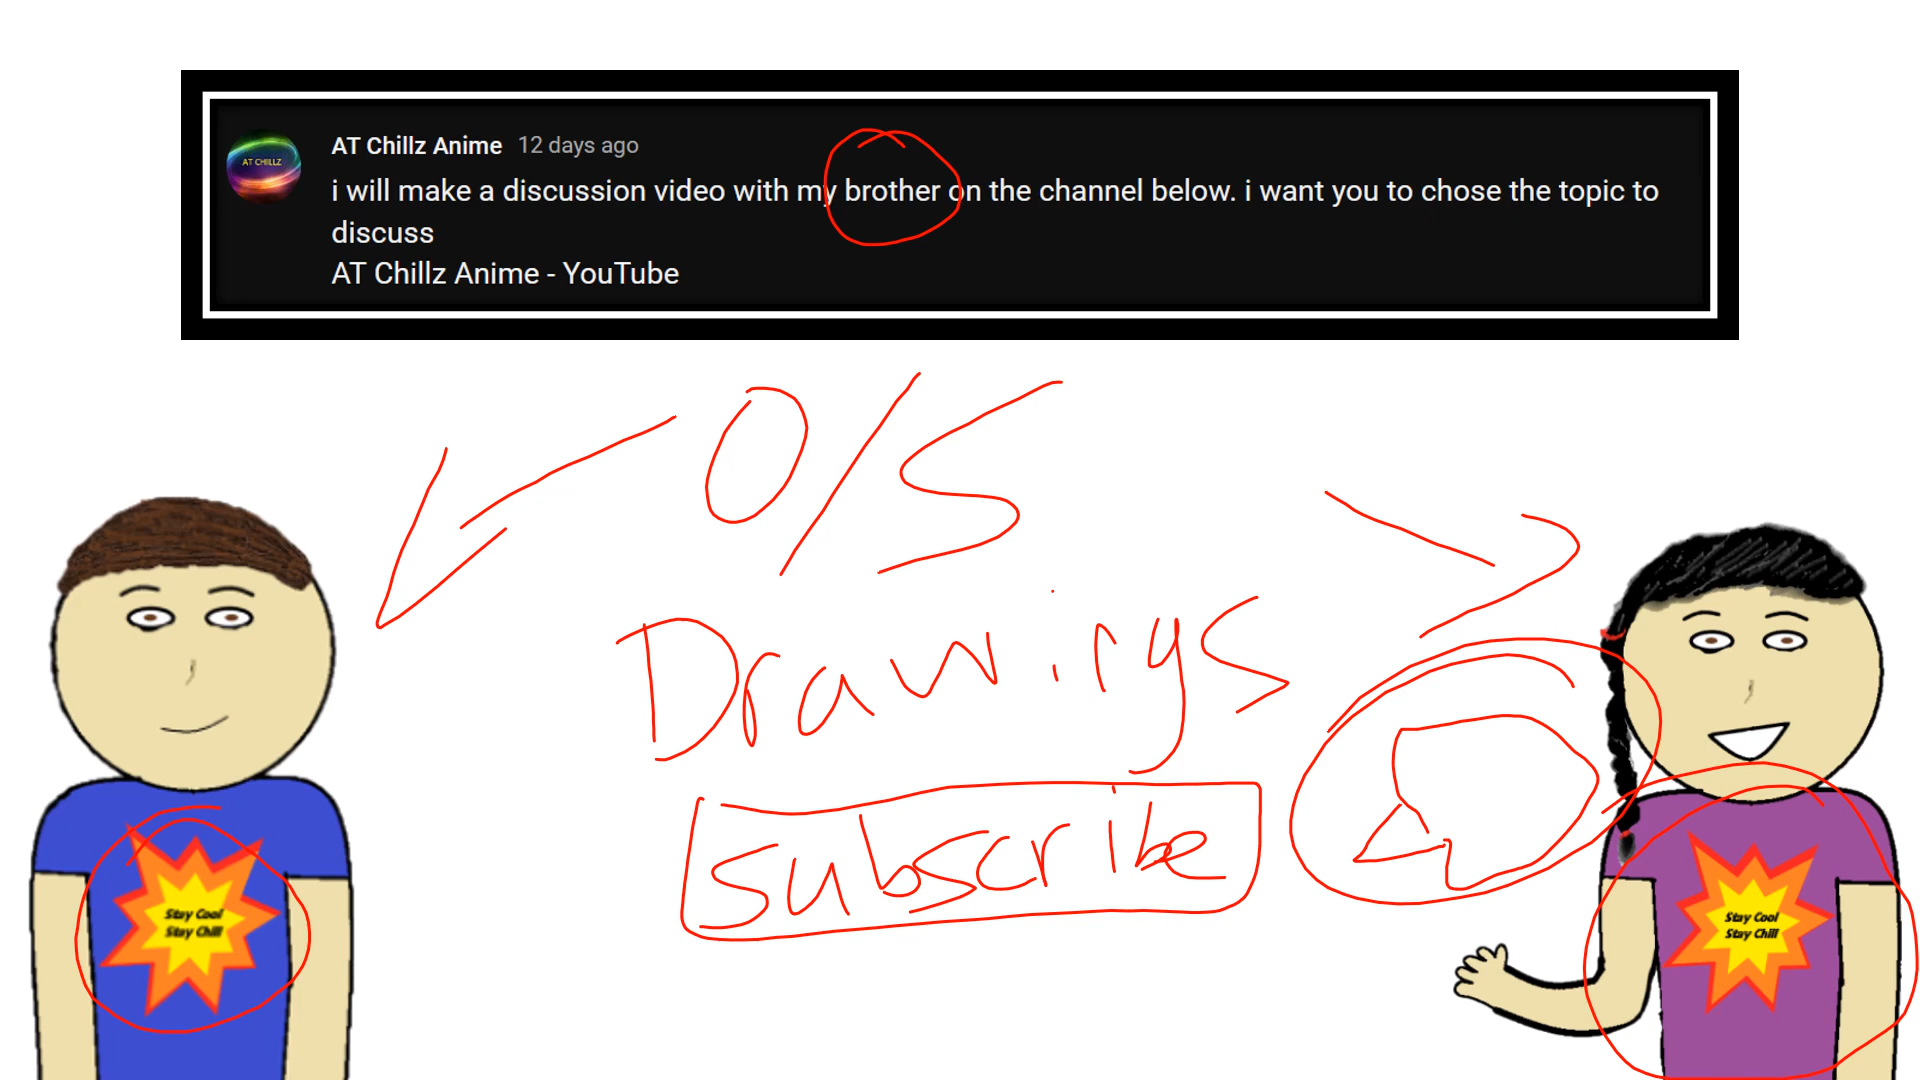 AT Chillz Anime 12 days ago
AT CHILLZ
i will make a discussion video with my brother on the channel below. i want you to chose the topic to
discuss
AT Chillz Anime - YouTube
O/S
Drawings
subscribe
Stay Cool
Stay Chill
Stay Cool
Stay Chill